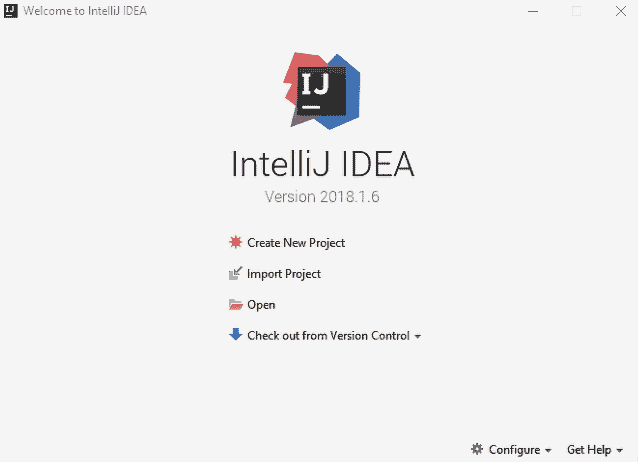 IJ Welcome to IntelliJ IDEA
IJ
IntelliJ IDEA
Version 2018.1.6
Create New Project
Import Project
Open
Check out from Version Control
Configure Get Help